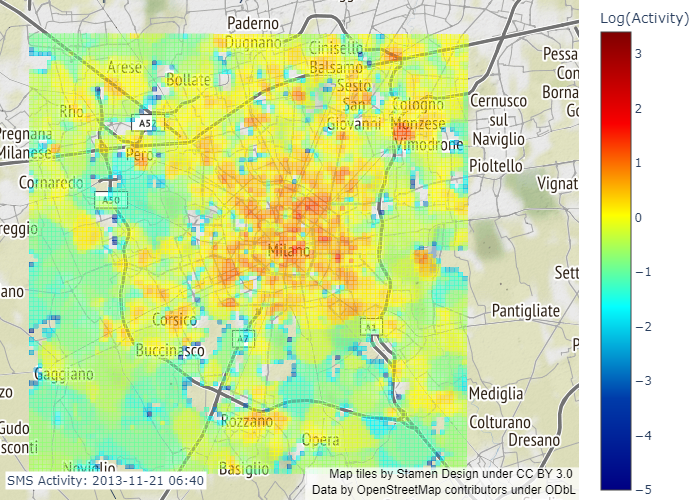 Paderno
Dugnano
Cinisello
Balsamo
Arese
Bollate
Sesto
San
Giovanni
Cologno
Monzese
Vimodrone
Cernusco
sul
Naviglio
Pioltello
Pessa
Con
Borna
Go
Vignat
Rho
A52
Pregnana
Milanese
Pero
Cornaredo
A50
reggio
Milano
Sett
ano
Pantigliate
Corsico
A7
A1
Buccinasco
Gaggiano
zo
Mediglia
Colturano
Dresano
Rozzano
Opera
Gudo
sconti
Noviglio
Basiglio
SMS Activity: 2013-11-21 06:40
Map tiles by Stamen Design under CC BY 3.0
Data by OpenStreetMap contributors under ODbL
Log(Activity)
3
2
1
0
−1
−2
−3
−4
−5